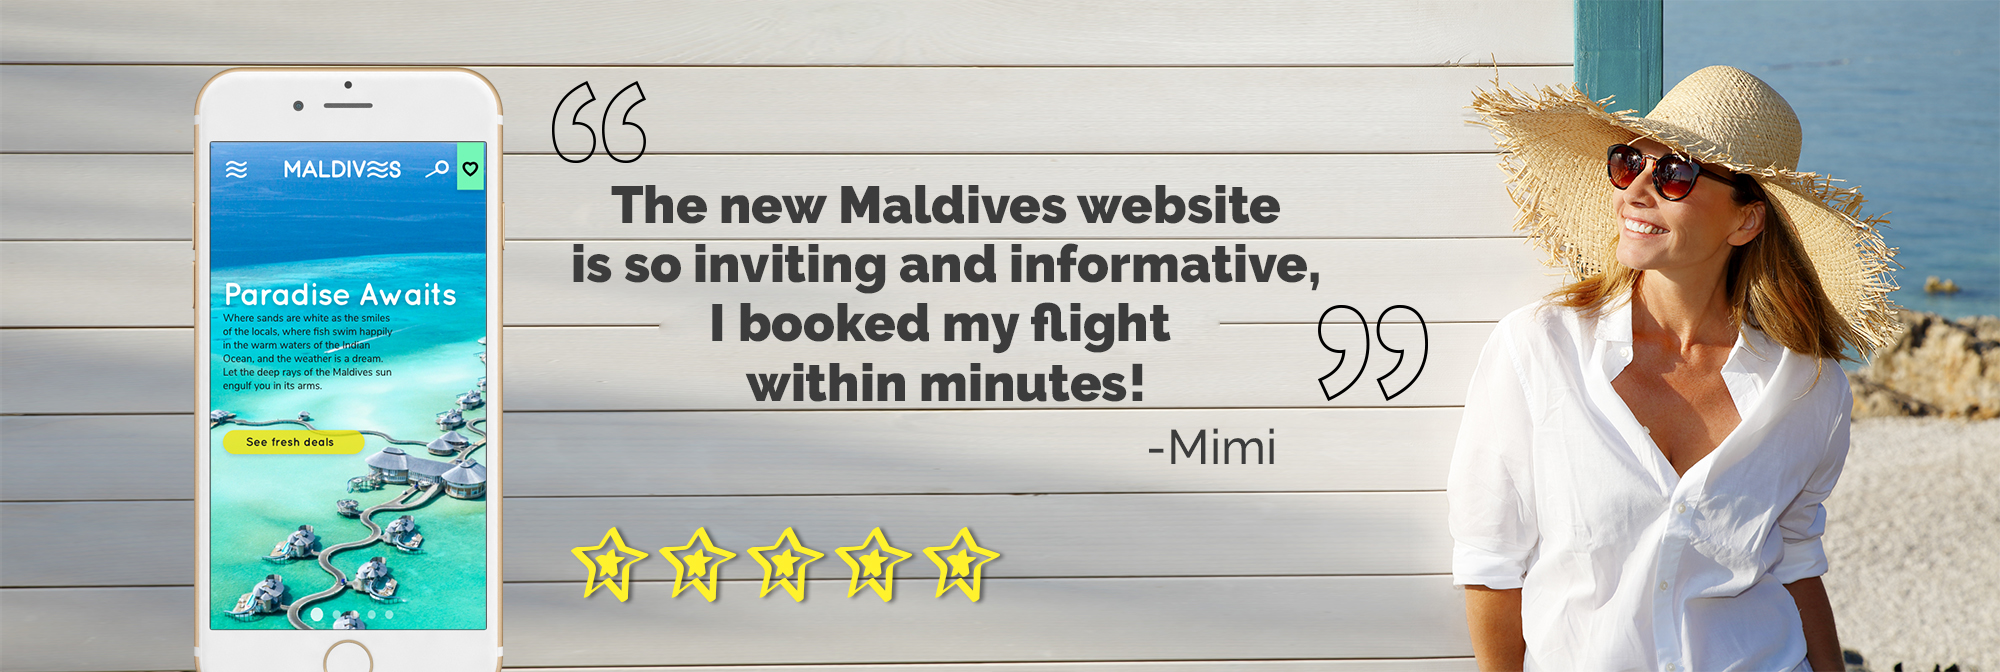 MALDIVES
Paradise Awaits
Where sands are white as the smiles
of the locals, where fish swim happily
in the warm waters of the Indian
Ocean, and the weather is a dream.
Let the deep rays of the Maldives sun
engulf you in its arms.
See fresh deals
“The new Maldives website
is so inviting and informative,
I booked my flight
within minutes!”
-Mimi